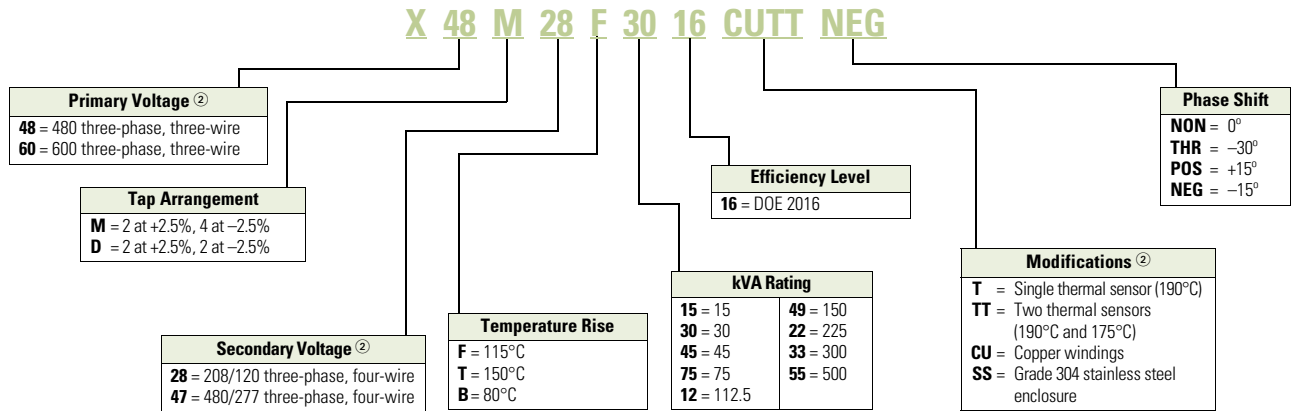 X 48 M 28 F 30 16 CUTT NEG
Primary Voltage ②
48 = 480 three-phase, three-wire
60 = 600 three-phase, three-wire
Tap Arrangement
M = 2 at +2.5%, 4 at –2.5%
D = 2 at +2.5%, 2 at –2.5%
Secondary Voltage ②
28 = 208/120 three-phase, four-wire
47 = 480/277 three-phase, four-wire
Temperature Rise
F = 115°C
T = 150°C
B = 80°C
kVA Rating
15 = 15
30 = 30
45 = 45
75 = 75
12 = 112.5
49 = 150
22 = 225
33 = 300
55 = 500
Efficiency Level
16 = DOE 2016
Modifications ②
T = Single thermal sensor (190°C)
TT = Two thermal sensors
(190°C and 175°C)
CU = Copper windings
SS = Grade 304 stainless steel
enclosure
Phase Shift
NON = 0°
THR = –30°
POS = +15°
NEG = –15°